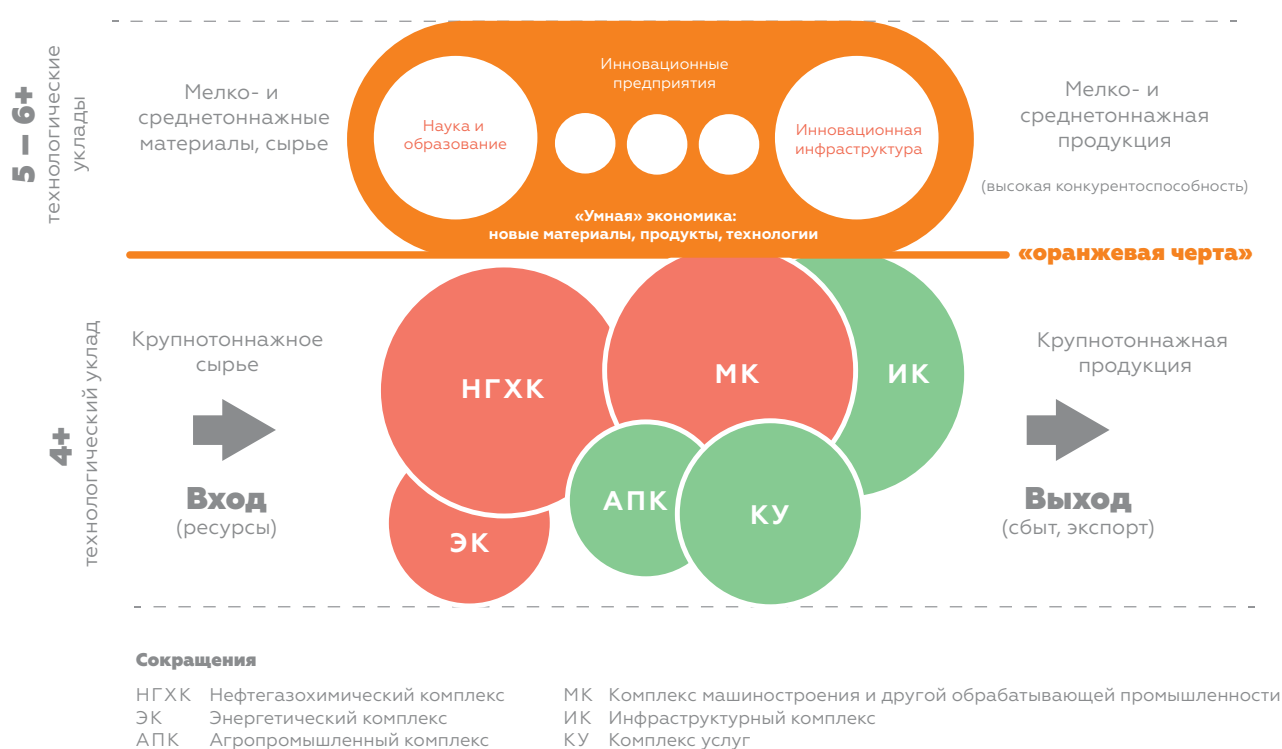 5 — 6+
технологические
уклады
Мелко- и
среднетоннажные
материалы, сырье
Инновационные
предприятия
Наука и
образование
Инновационная
инфраструктура
«Умная» экономика:
новые материалы, продукты, технологии
Мелко- и
среднетоннажная
продукция
(высокая конкурентоспособность)
«оранжевая черта»
4+
технологический уклад
Крупнотоннажное
сырье
Вход
(ресурсы)
НГХК
МК
ИК
АПК
КУ
ЭК
Крупнотоннажная
продукция
Выход
(сбыт, экспорт)
Сокращения
НГХК Нефтегазохимический комплекс
ЭК Энергетический комплекс
АПК Агропромышленный комплекс
МК Комплекс машиностроения и другой обрабатывающей промышленности
ИК Инфраструктурный комплекс
КУ Комплекс услуг